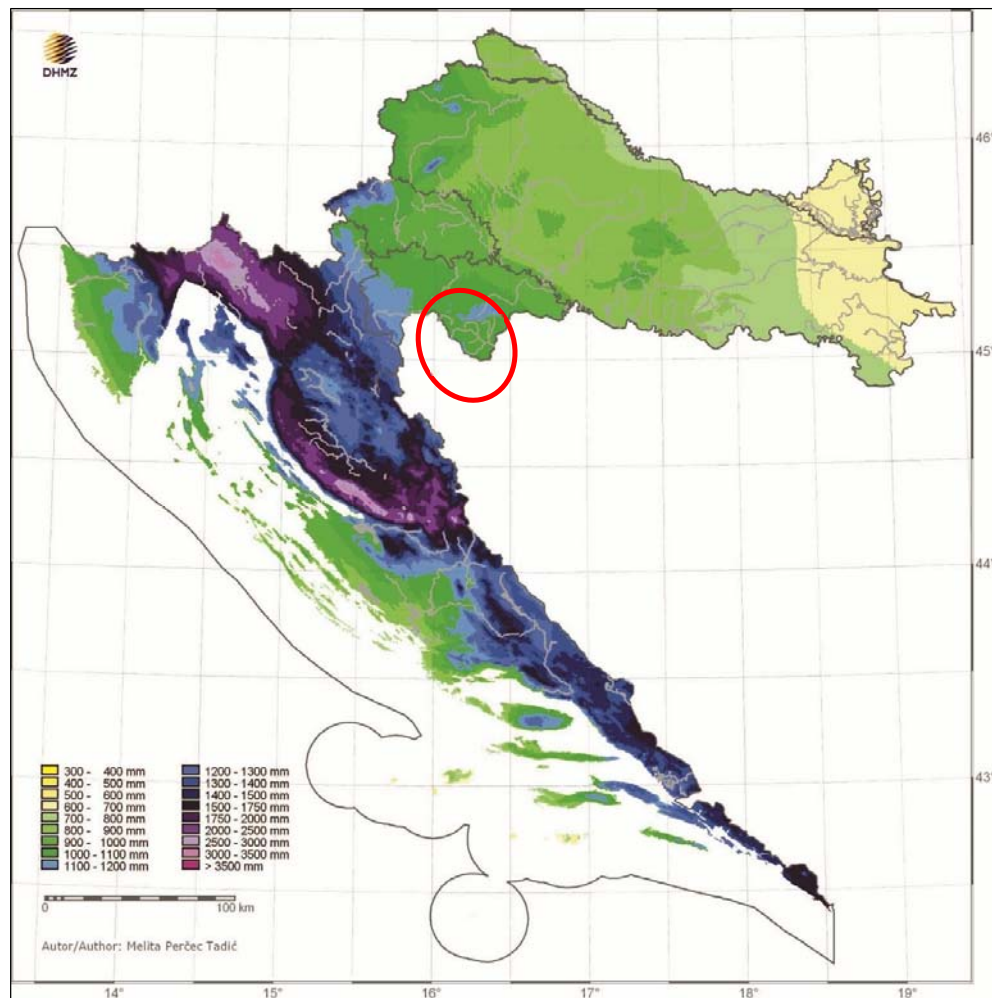 DHMZ
46°
45°
44°
43°
300 - 400 mm
400 - 500 mm
500 - 600 mm
600 - 700 mm
700 - 800 mm
800 - 900 mm
900 - 1000 mm
1000 - 1100 mm
1100 - 1200 mm
1200 - 1300 mm
1300 - 1400 mm
1400 - 1500 mm
1500 - 1750 mm
1750 - 2000 mm
2000 - 2500 mm
2500 - 3000 mm
3000 - 3500 mm
> 3500 mm
0 100 km
Autor/Author: Melita Perčec Tadić
14° 15° 16° 17° 18° 19°